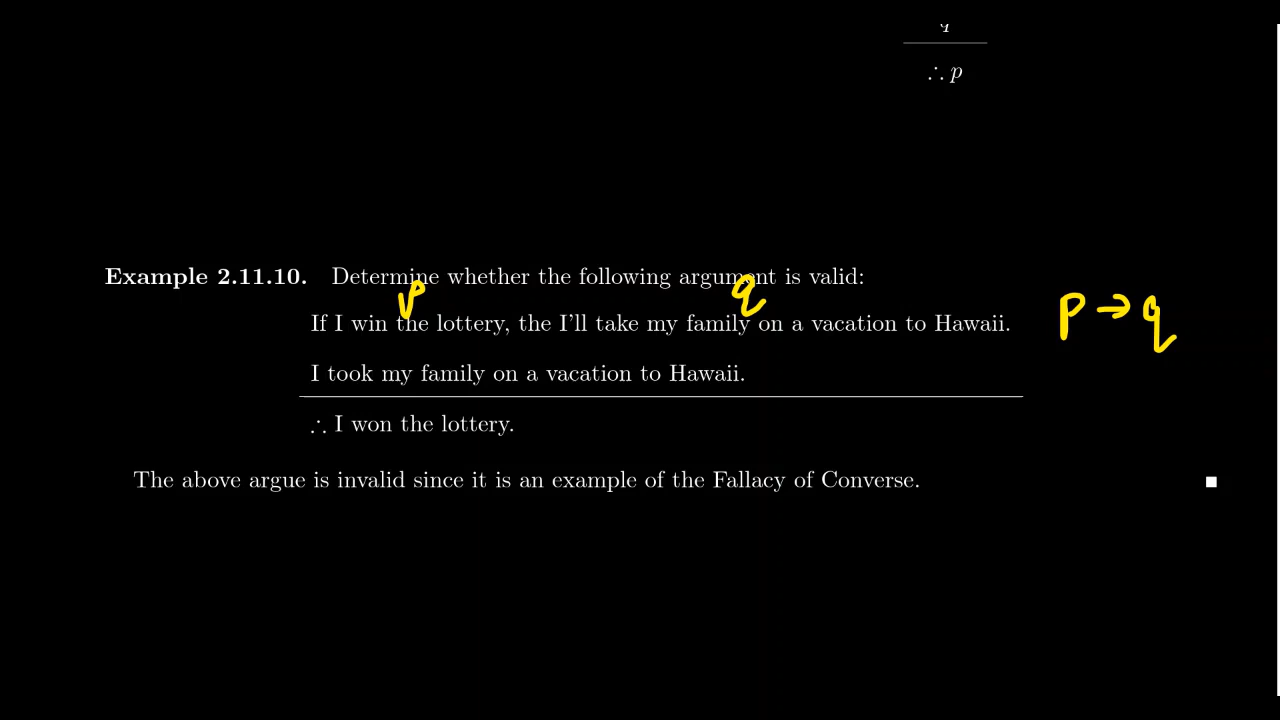 q
∴ p
Example 2.11.10. Determine whether the following argument is valid:
p q
If I win the lottery, the I'll take my family on a vacation to Hawaii. p → q
I took my family on a vacation to Hawaii.
∴ I won the lottery.
The above argue is invalid since it is an example of the Fallacy of Converse. ■